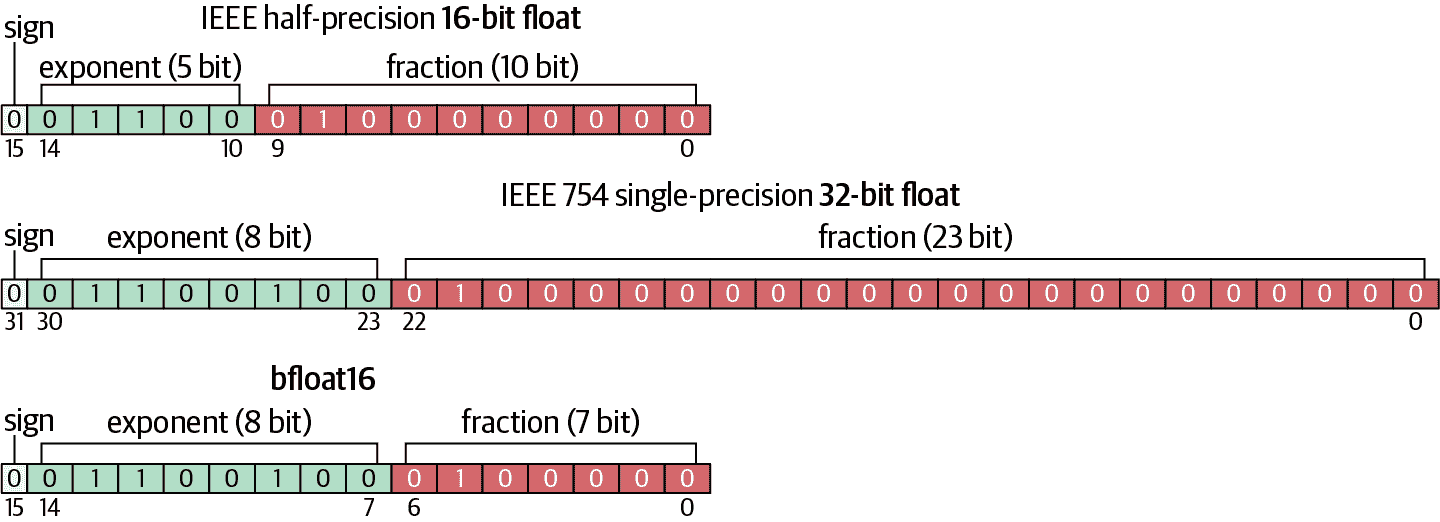 IEEE half-precision 16-bit float
sign
exponent (5 bit) fraction (10 bit)
0 0 1 1 0 0 0 1 0 0 0 0 0 0 0 0
15 14 10 9 0
IEEE 754 single-precision 32-bit float
sign exponent (8 bit) fraction (23 bit)
0 0 1 1 0 0 1 0 0 0 1 0 0 0 0 0 0 0 0 0 0 0 0 0 0 0 0 0 0 0 0 0
31 30 23 22 0
bfloat16
sign exponent (8 bit) fraction (7 bit)
0 0 1 1 0 0 1 0 0 0 1 0 0 0 0 0
15 14 7 6 0